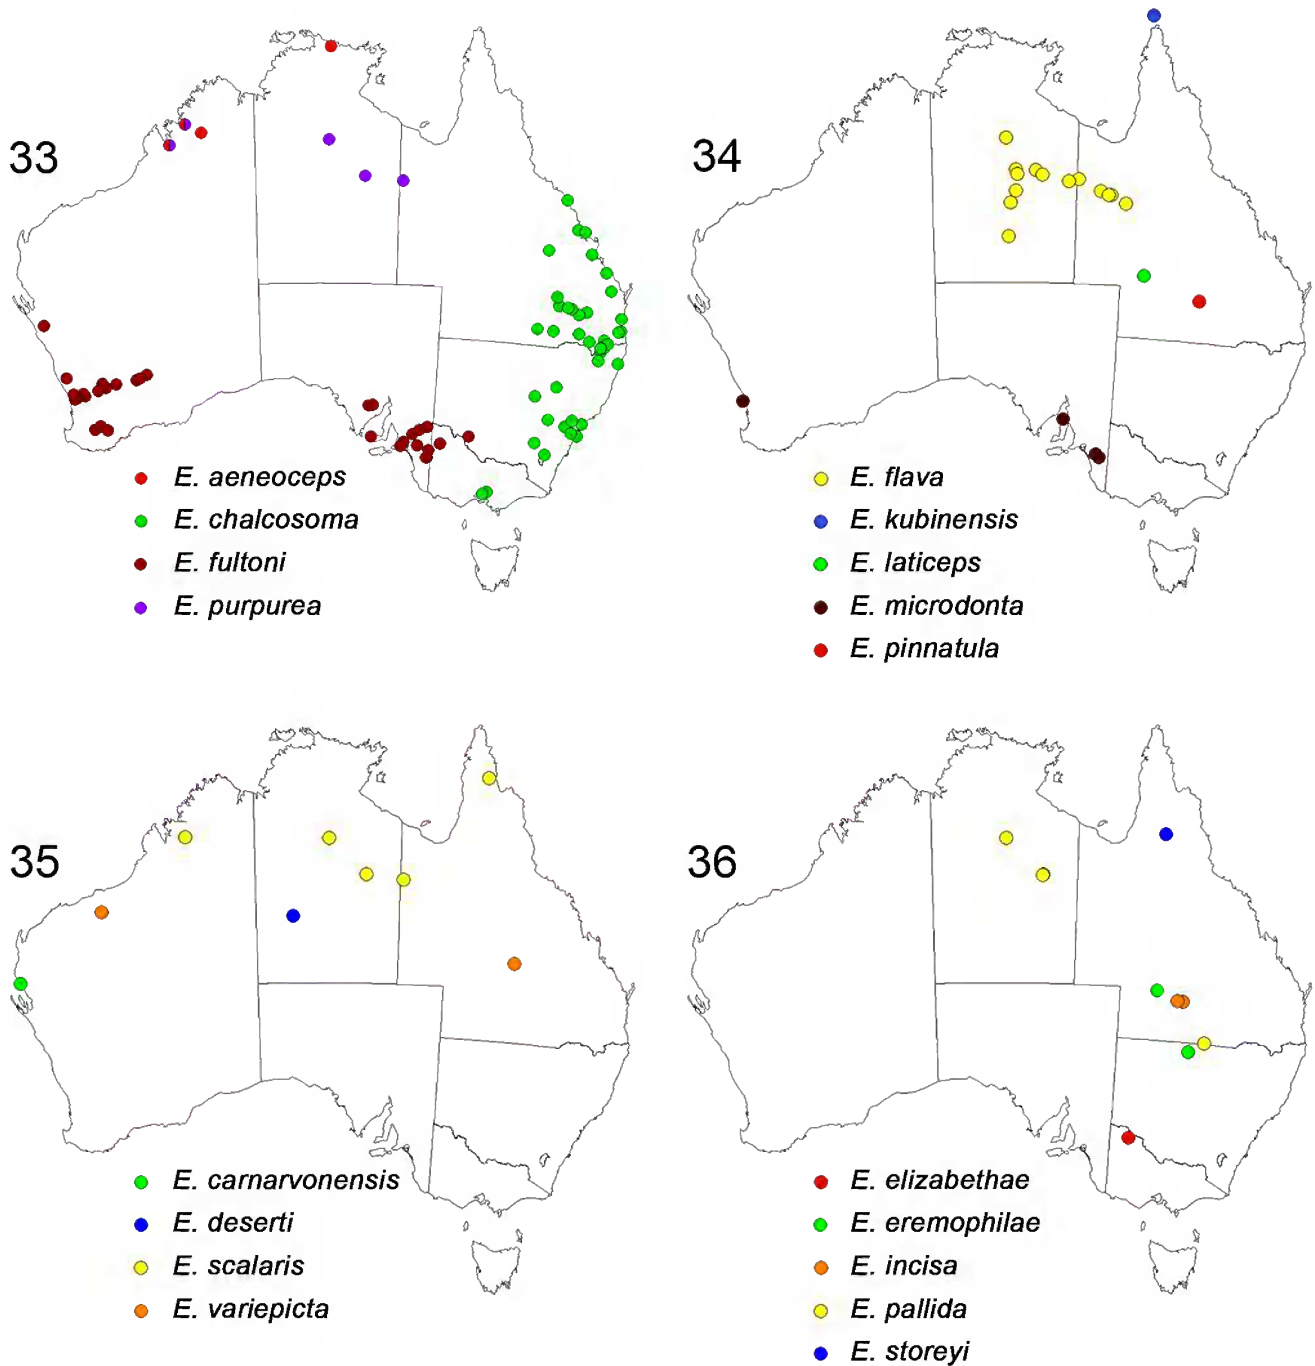 33
E. aeneoceps
E. chalcosoma
E. fultoni
E. purpurea
34
E. flava
E. kubinensis
E. laticeps
E. microdonta
E. pinnatula
35
E. carnarvonensis
E. deserti
E. scalaris
E. variepicta
36
E. elizabethae
E. eremophilae
E. incisa
E. pallida
E. storeyi